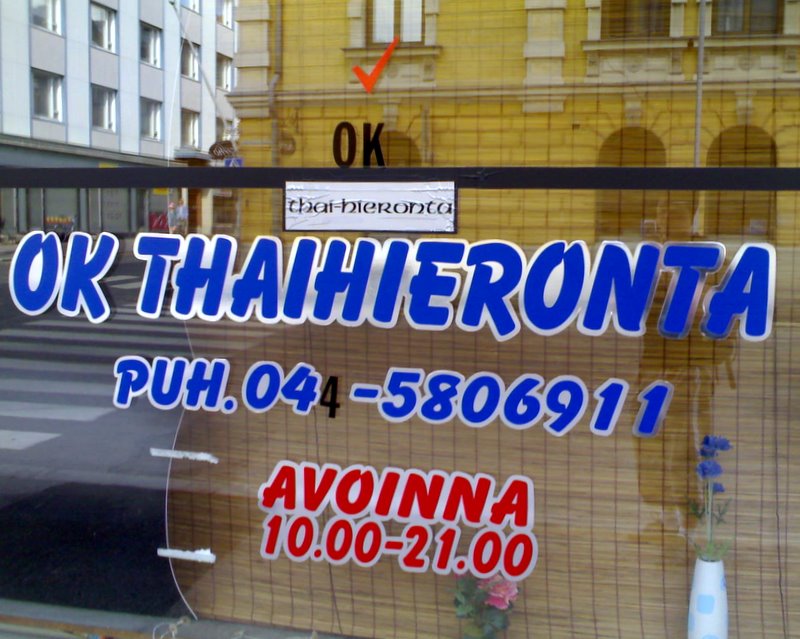 OK
thai-hieronta
OK THAIHIERONTA
PUH. 044-5806911
AVOINNA
10.00-21.00